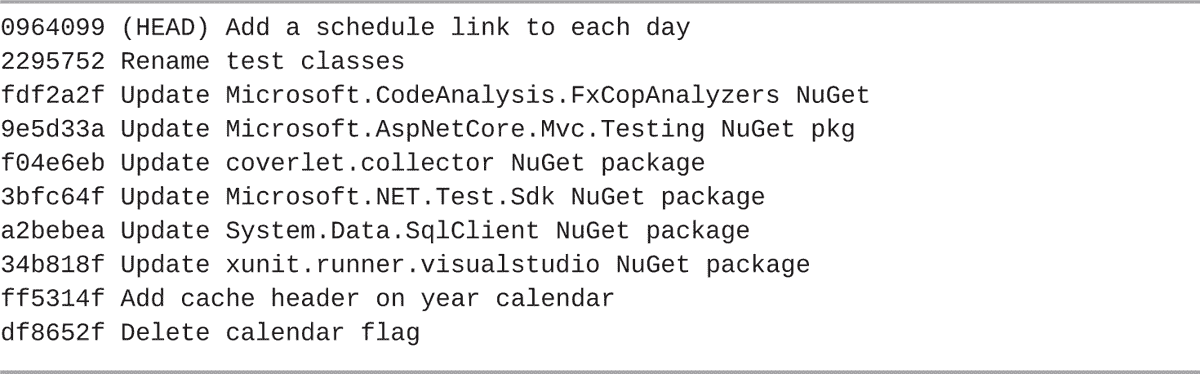 0964099 (HEAD) Add a schedule link to each day
2295752 Rename test classes
fdf2a2f Update Microsoft.CodeAnalysis.FxCopAnalyzers NuGet
9e5d33a Update Microsoft.AspNetCore.Mvc.Testing NuGet pkg
f04e6eb Update coverlet.collector NuGet package
3bfc64f Update Microsoft.NET.Test.Sdk NuGet package
a2bebea Update System.Data.SqlClient NuGet package
34b818f Update xunit.runner.visualstudio NuGet package
ff5314f Add cache header on year calendar
df8652f Delete calendar flag